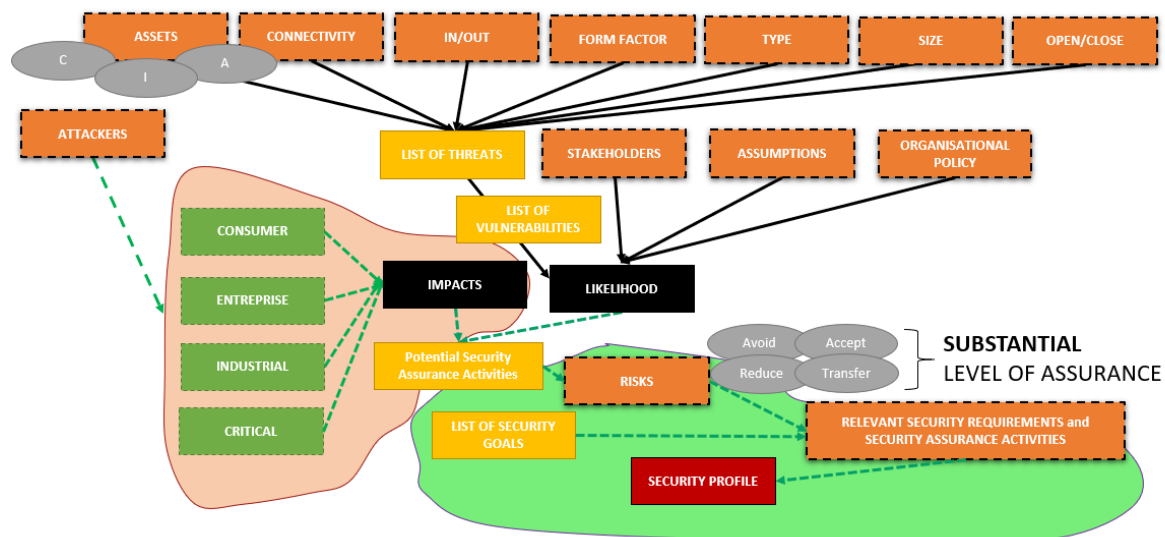 ASSETS
CONNECTIVITY
IN/OUT
FORM FACTOR
TYPE
SIZE
OPEN/CLOSE
C
I
A
ATTACKERS
LIST OF THREATS
STAKEHOLDERS
ASSUMPTIONS
ORGANISATIONAL
POLICY
LIST OF
VULNERABILITIES
CONSUMER
ENTREPRISE
INDUSTRIAL
CRITICAL
IMPACTS
LIKELIHOOD
Potential Security
Assurance Activities
RISKS
Avoid
Accept
Reduce
Transfer
SUBSTANTIAL
LEVEL OF ASSURANCE
LIST OF SECURITY
GOALS
RELEVANT SECURITY REQUIREMENTS and
SECURITY ASSURANCE ACTIVITIES
SECURITY PROFILE